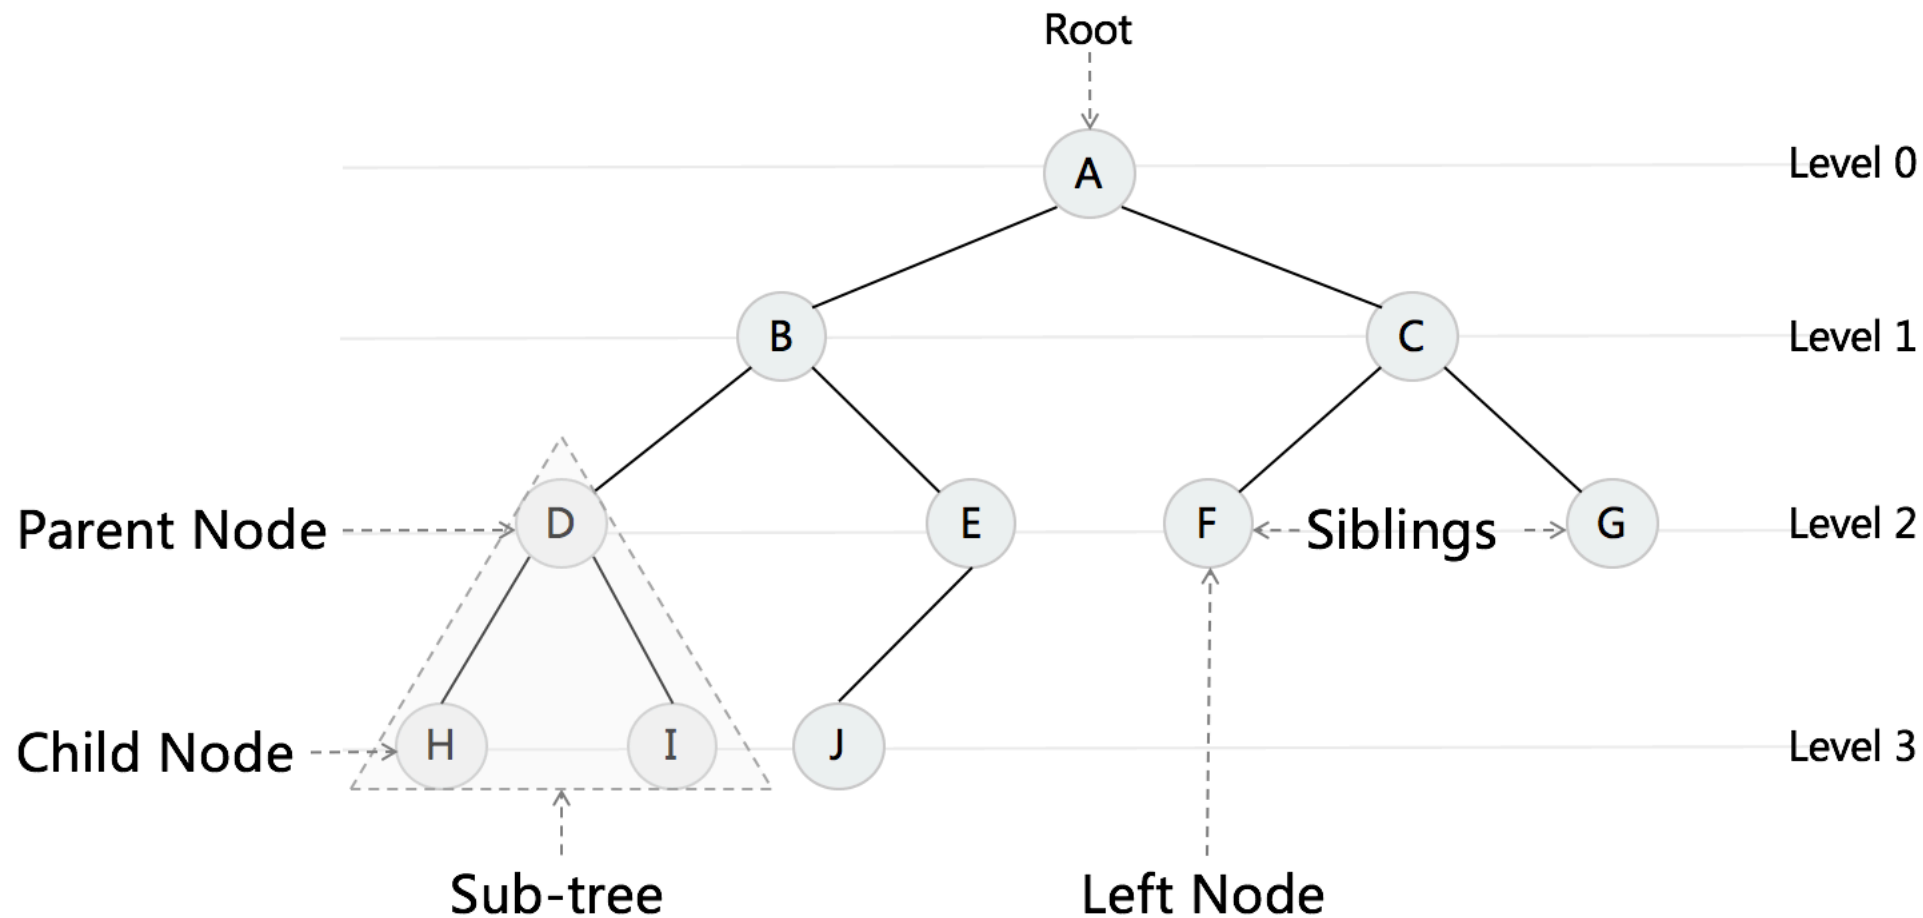 Root
A
Level 0
B
C
Level 1
Parent Node
D
E
F
Siblings
G
Level 2
Child Node
H
I
J
Level 3
Sub-tree
Left Node